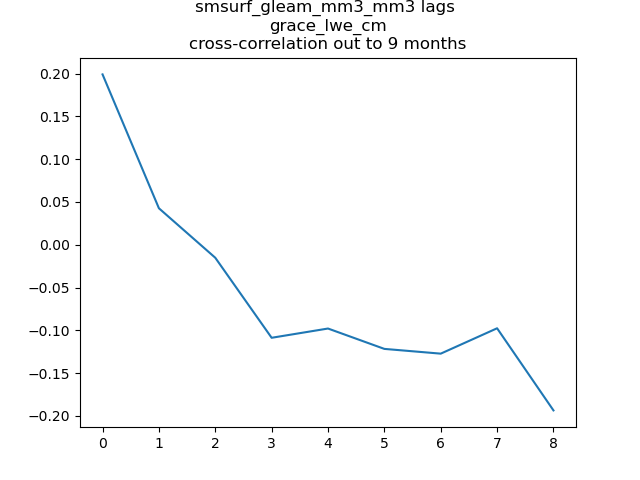 smsurf_gleam_mm3_mm3 lags
grace_lwe_cm
cross-correlation out to 9 months
0.20
0.15
0.10
0.05
0.00
−0.05
−0.10
−0.15
−0.20
0 1 2 3 4 5 6 7 8